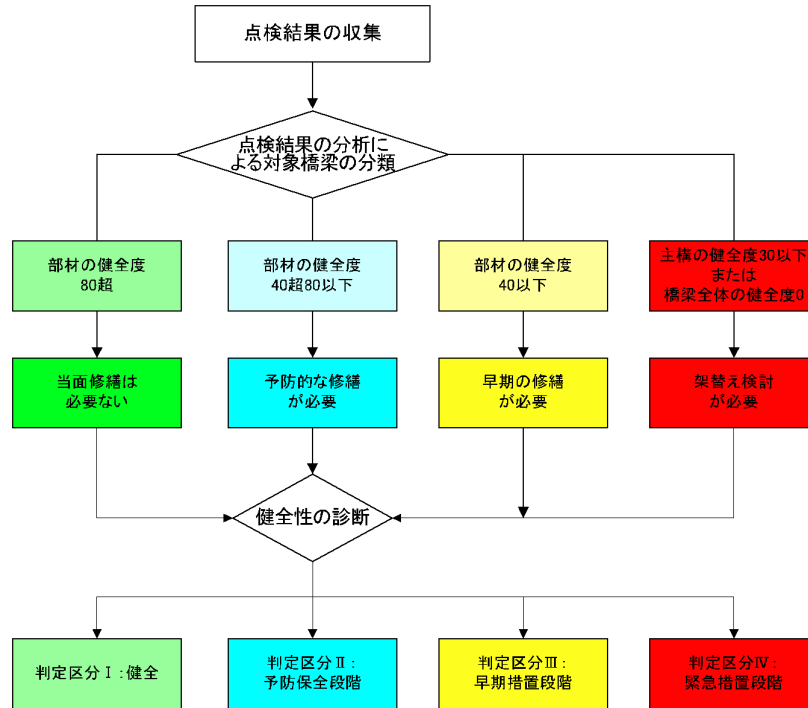 点検結果の収集
点検結果の分析に
よる対象橋梁の分類
部材の健全度
80超
部材の健全度
40超80以下
部材の健全度
40以下
主構の健全度30以下
または
橋梁全体の健全度0
当面修繕は
必要ない
予防的な修繕
が必要
早期の修繕
が必要
架替え検討
が必要
健全性の診断
判定区分Ⅰ:健全
判定区分Ⅱ:
予防保全段階
判定区分Ⅲ:
早期措置段階
判定区分Ⅳ:
緊急措置段階